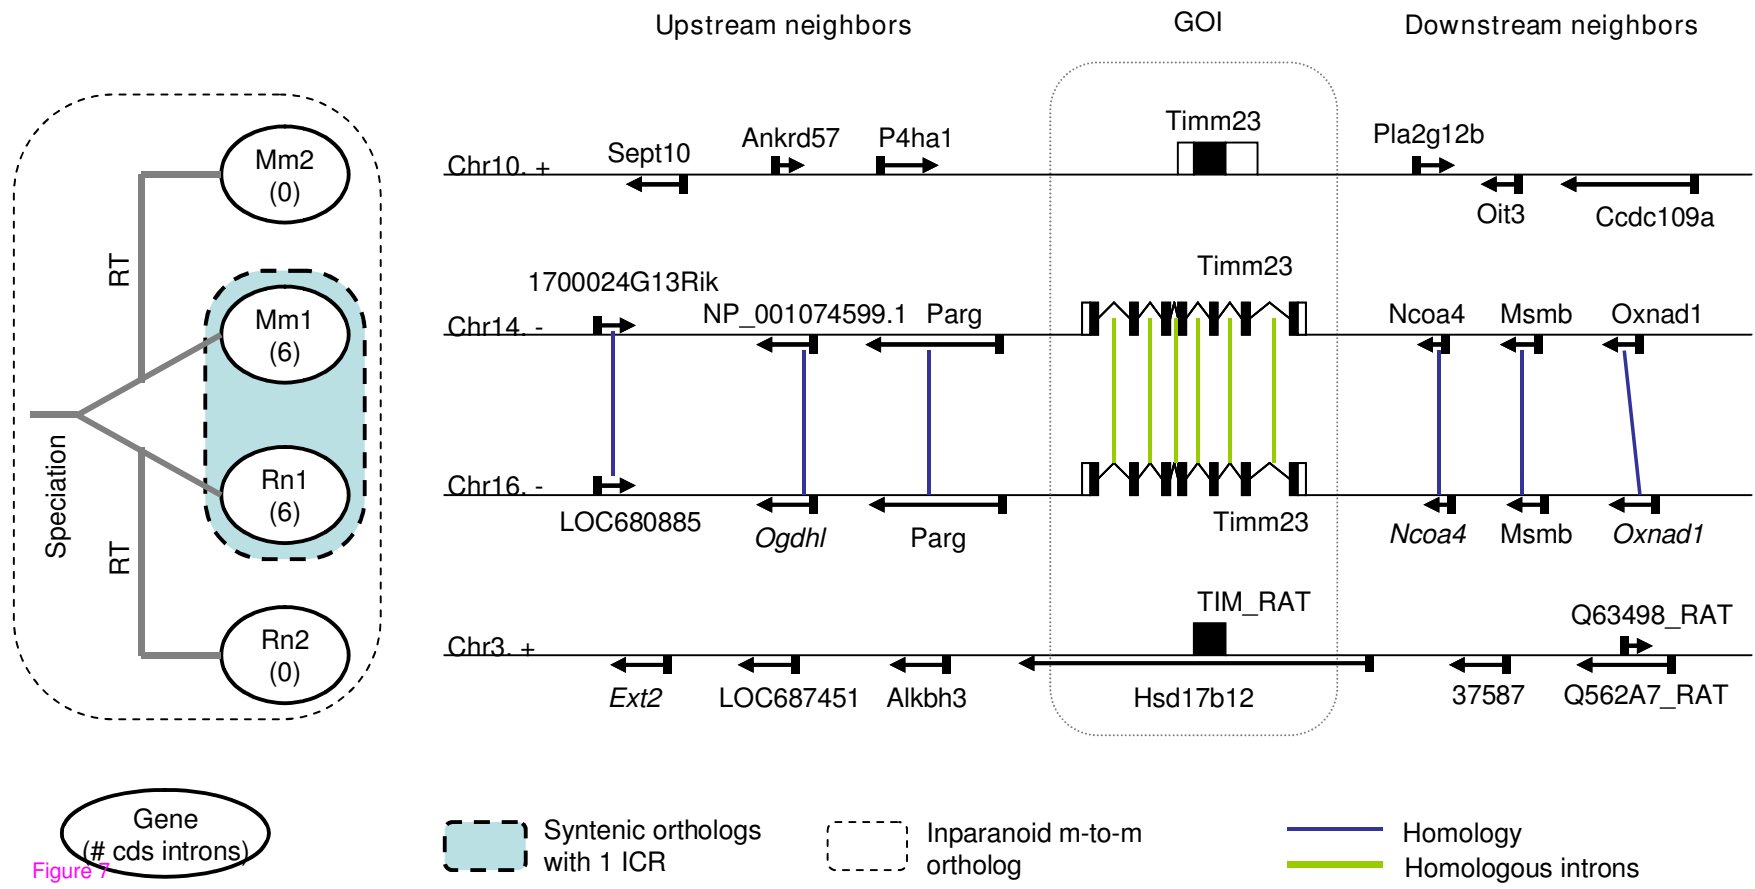 Upstream neighbors
GOI
Downstream neighbors
Mm2
(0)
RT
Mm1
(6)
Speciation
Rn1
(6)
RT
Rn2
(0)
Chr10. +
Sept10
Ankrd57
P4ha1
Timm23
Pla2g12b
Oit3
Ccdc109a
Chr14. -
1700024G13Rik
NP_001074599.1
Parg
Timm23
Ncoa4
Msmb
Oxnad1
Chr16. -
LOC680885
Ogdhl
Parg
Timm23
Ncoa4
Msmb
Oxnad1
Chr3. +
Ext2
LOC687451
Alkbh3
TIM_RAT
Hsd17b12
37587
Q63498_RAT
Q562A7_RAT
Gene
(# cds introns)
Figure 7
Syntenic orthologs
with 1 ICR
Inparanoid m-to-m
ortholog
Homology
Homologous introns